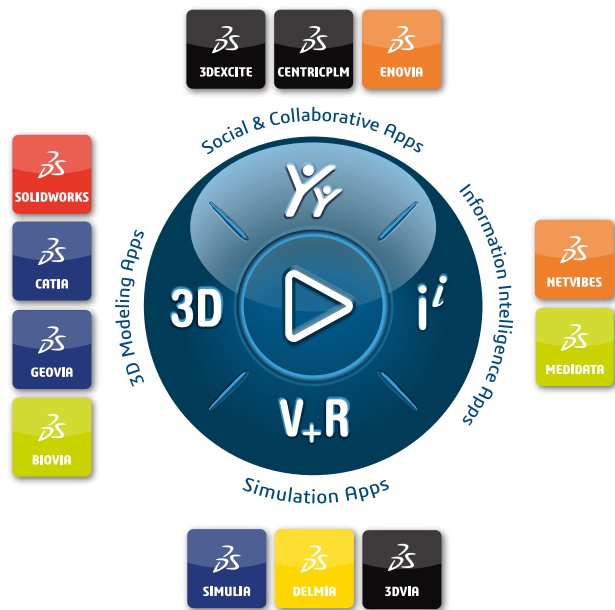 3DEXCITE
CENTRICPLM
ENOVIA
Social & Collaborative Apps
SOLIDWORKS
CATIA
GEOVIA
BIOVIA
3D Modeling Apps
3D
i i
V+R
Information Intelligence Apps
NETVIBES
MEDIDATA
Simulation Apps
SIMULIA
DELMIA
3DVIA